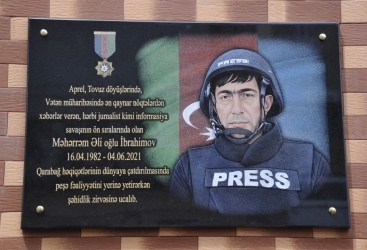 Aprel, Tovuz döyüşlərində,
Vətən müharibəsində ən qaynar nöqtələrdən
xəbərlər verən, hərbi jurnalist kimi informasiya
savaşının ön sıralarında olan
Məhərrəm Əli oğlu İbrahimov
16.04.1982 - 04.06.2021
Qarabağ həqiqətlərinin dünyaya çatdırılmasında
peşə fəaliyyətini yerinə yetirərkən
şəhidlik zirvəsinə ucalıb.
PRESS
PRESS